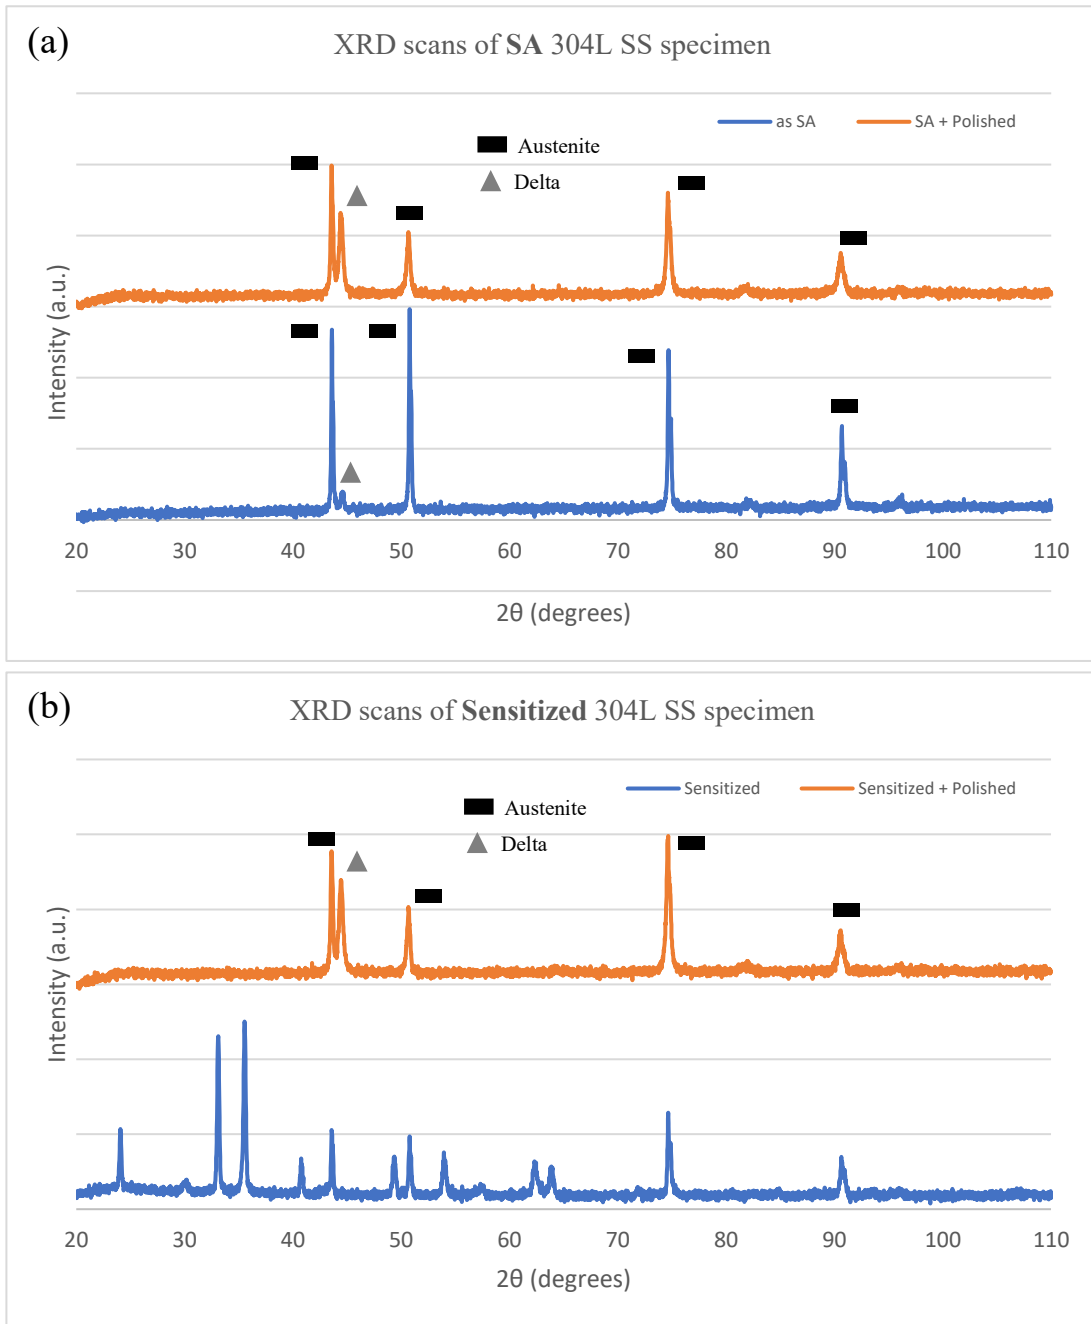 (a)
XRD scans of SA 304L SS specimen
as SA
SA + Polished
Austenite
Delta
Intensity (a.u.)
20 30 40 50 60 70 80 90 100 110
2θ (degrees)
(b)
XRD scans of Sensitized 304L SS specimen
Sensitized
Sensitized + Polished
Austenite
Delta
Intensity (a.u.)
20 30 40 50 60 70 80 90 100 110
2θ (degrees)